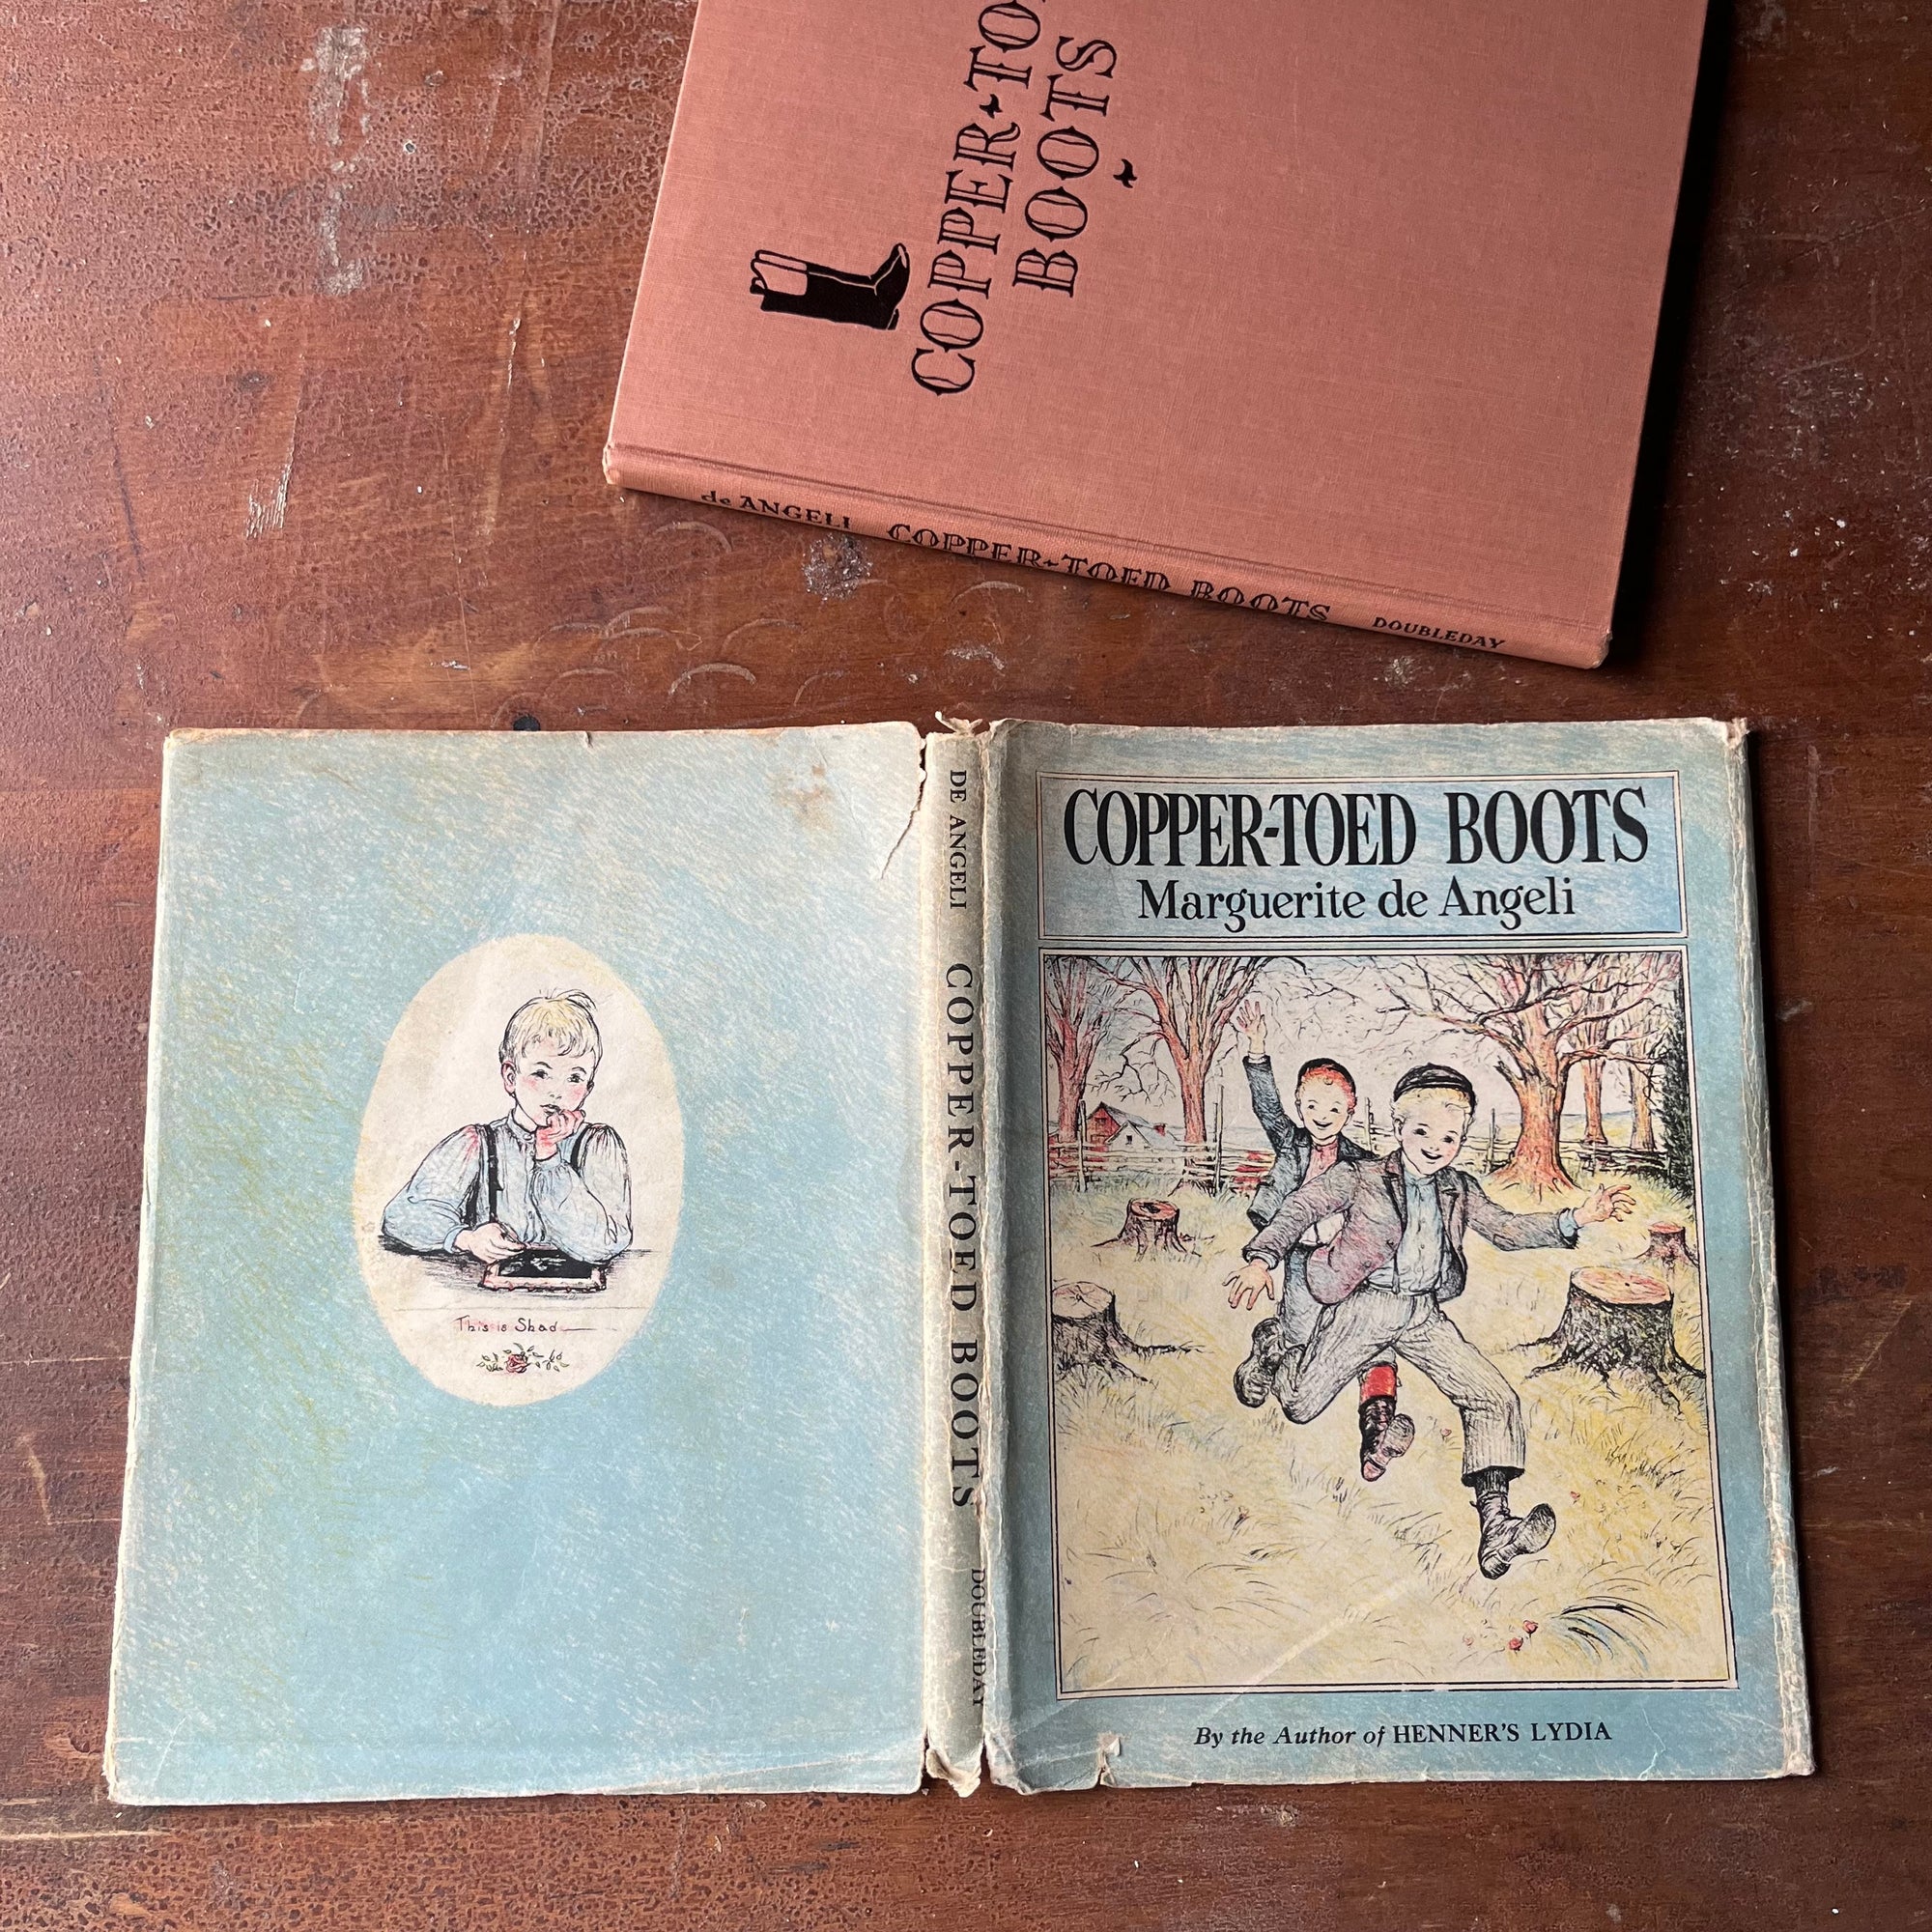 COPPER-TO
BOOTS
de ANGELI COPPER-TOED BOOTS DOUBLEDAY
DE ANGELI COPPER-TOED BOOTS DOUBLEDAY
COPPER-TOED BOOTS
Marguerite de Angeli
This is Shad
By the Author of HENNER'S LYDIA